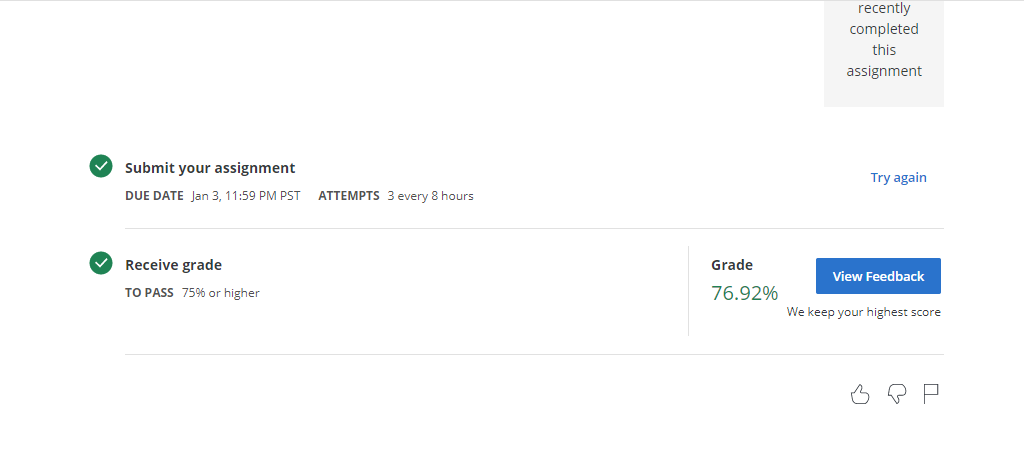 recently
completed
this
assignment
Submit your assignment
Try again
DUE DATE Jan 3, 11:59 PM PST ATTEMPTS 3 every 8 hours
Receive grade
Grade
View Feedback
TO PASS 75% or higher
76.92%
We keep your highest score